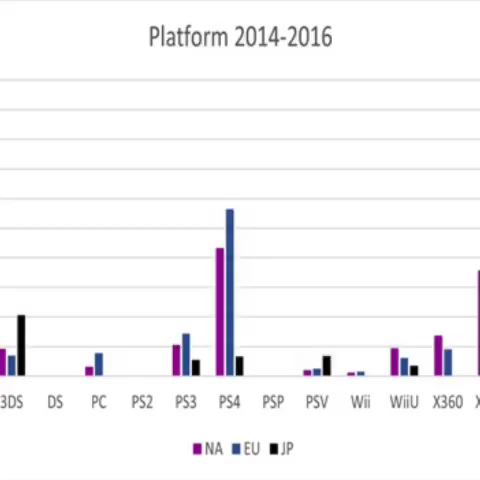 Platform 2014-2016
3DS DS PC PS2 PS3 PS4 PSP PSV Wii WiiU X360
NA EU JP